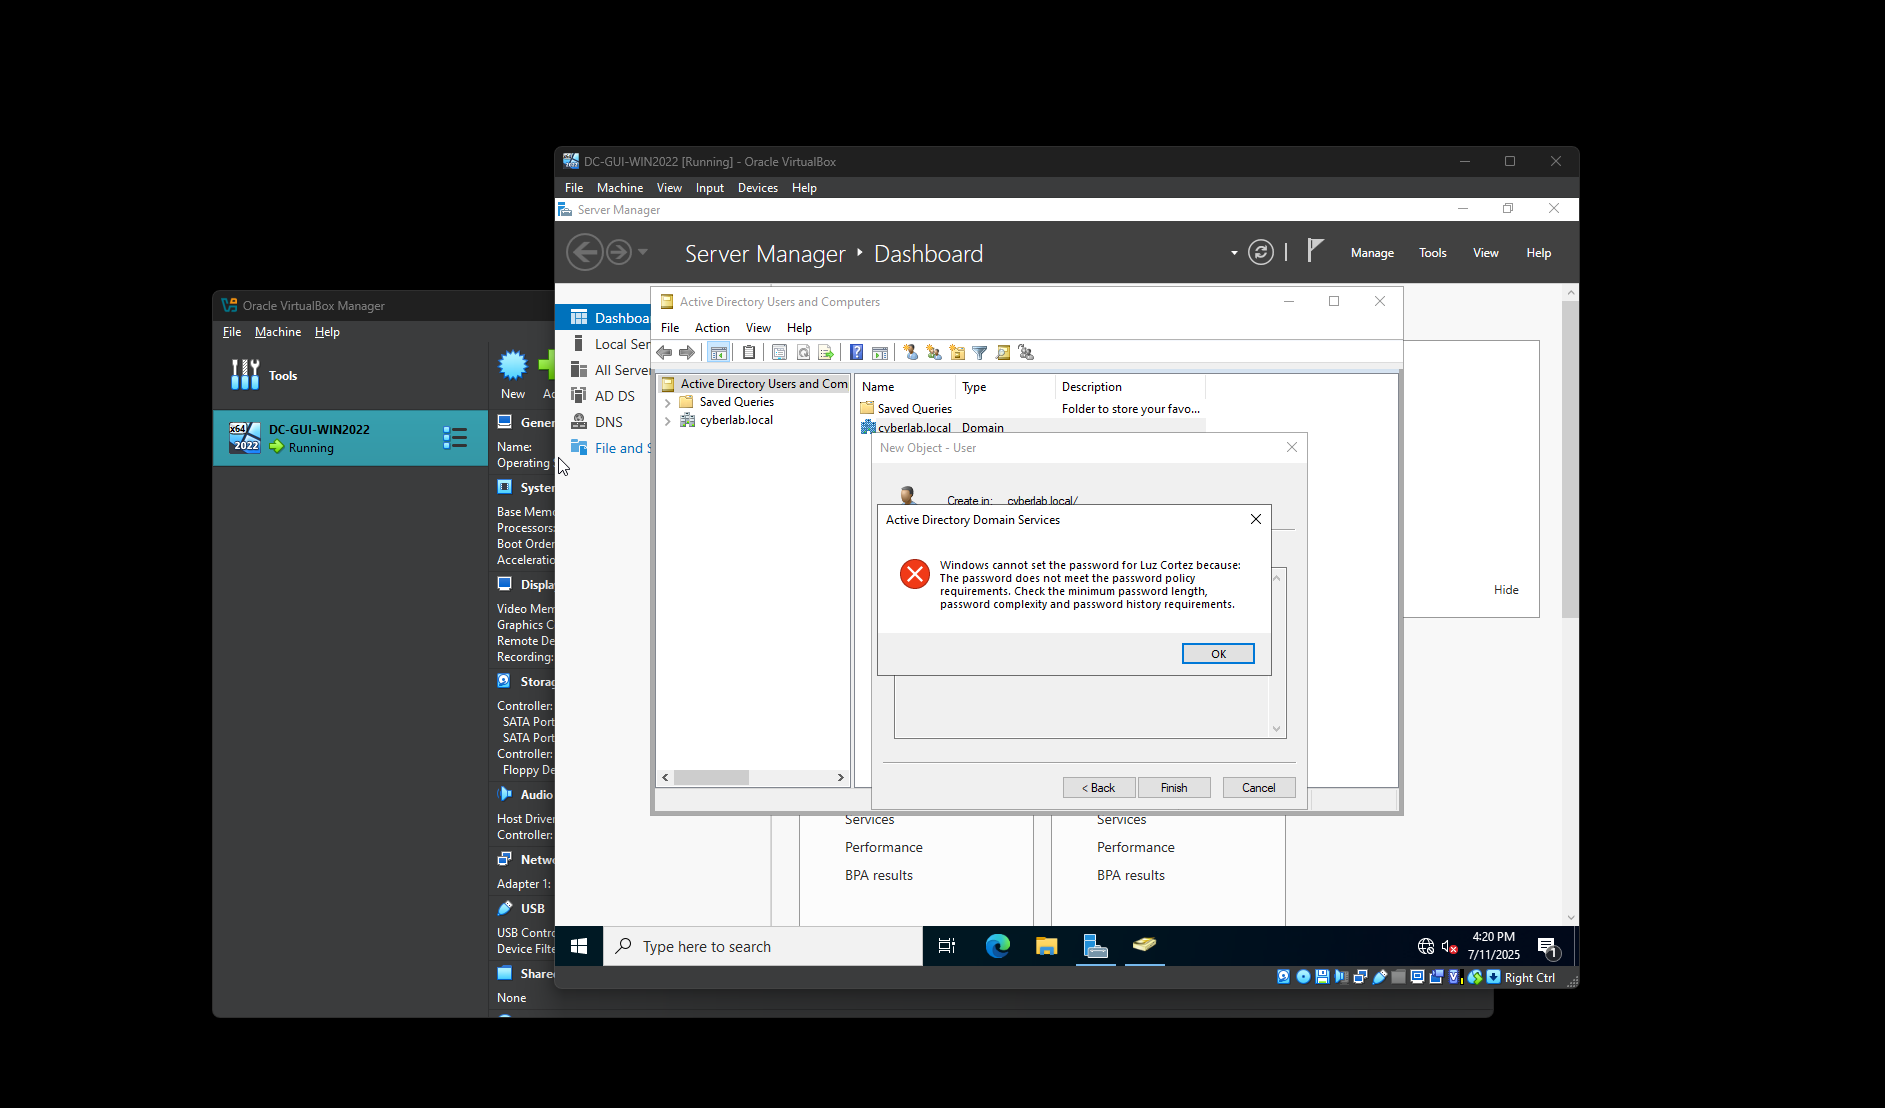 DC-GUI-WIN2022 [Running] - Oracle VirtualBox
File Machine View Input Devices Help
Server Manager
Server Manager Dashboard
Manage Tools View Help
Oracle VirtualBox Manager
File Machine Help
Tools
New
DC-GUI-WIN2022
Running
x64
2022
Name:
Operating
Base Mem
Processors:
Boot Order
Acceleratio
Displa
Video Mem
Graphics C
Remote De
Recording:
Storag
Controller:
SATA Port
SATA Port
Controller:
Floppy De
Audio
Host Driver
Controller:
Netwo
Adapter 1:
USB
USB Contro
Device Filte
Share
None
Dashboa
Local Ser
All Server
AD DS
DNS
File and S
Active Directory Users and Computers
File Action View Help
Active Directory Users and Com
Saved Queries
cyberlab.local
Name Type Description
Saved Queries Folder to store your favo...
cyberlab.local Domain
New Object - User
Create in: cyberlab.local/
Active Directory Domain Services
Windows cannot set the password for Luz Cortez because:
The password does not meet the password policy
requirements. Check the minimum password length,
password complexity and password history requirements.
OK
< Back Finish Cancel
Hide
Services
Performance
BPA results
Services
Performance
BPA results
Type here to search
4:20 PM
7/11/2025
1
Right Ctrl